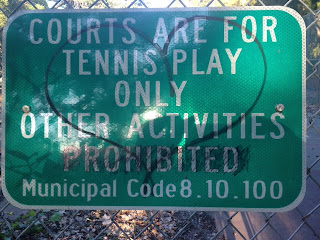 COURTS ARE FOR
TENNIS PLAY
ONLY
OTHER ACTIVITIES
PROHIBITED
Municipal Code 8.10.100